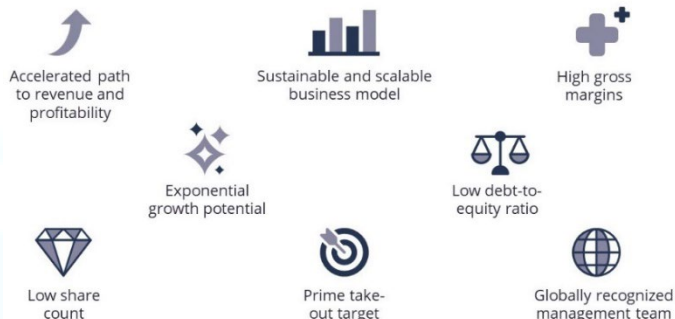 Accelerated path
to revenue and
profitability
Sustainable and scalable
business model
High gross
margins
Exponential
growth potential
Low debt-to-
equity ratio
Low share
count
Prime take-
out target
Globally recognized
management team